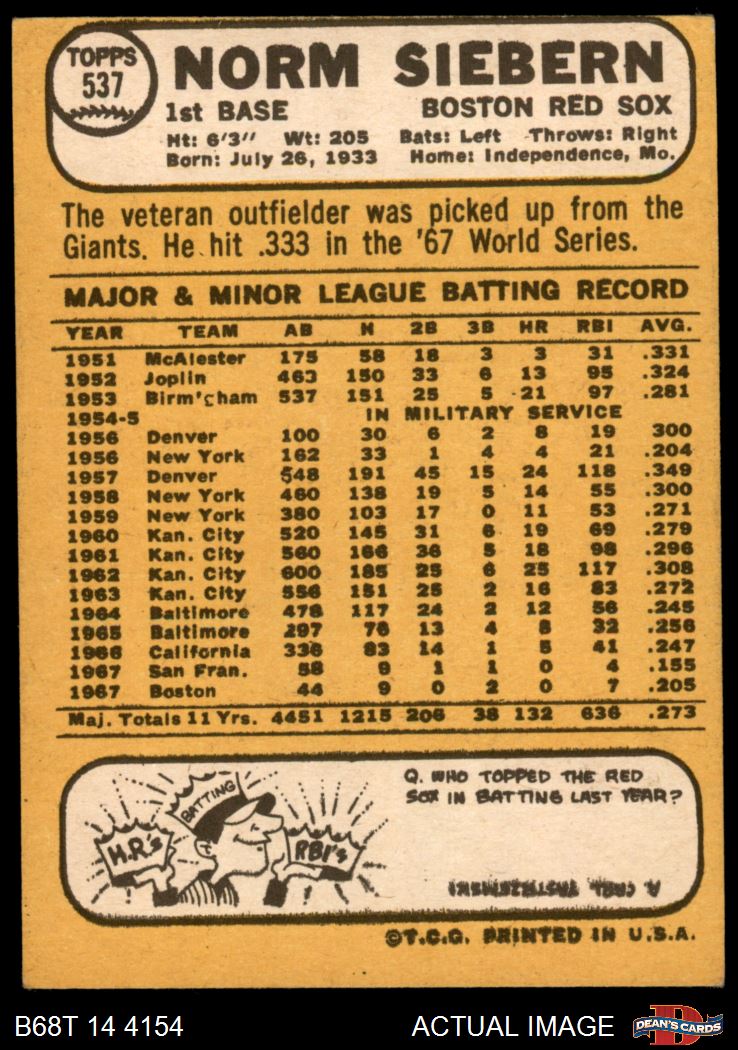 TOPPS
537
NORM SIEBERN
1st BASE BOSTON RED SOX
Ht: 6'3" Wt: 205 Bats: Left Throws: Right
Born: July 26, 1933 Home: Independence, Mo.
The veteran outfielder was picked up from the
Giants. He hit .333 in the '67 World Series.
MAJOR & MINOR LEAGUE BATTING RECORD
YEAR TEAM AB H 2B 3B HR RBI AVG.
1951 McAlester 175 58 18 3 3 31 .331
1952 Joplin 463 150 33 6 13 95 .324
1953 Birm'gham 537 151 25 5 21 97 .281
1954-5 IN MILITARY SERVICE
1956 Denver 100 30 6 2 8 19 300
1956 New York 162 33 1 4 4 21 .204
1957 Denver 548 191 45 15 24 118 .349
1958 New York 460 138 19 5 14 55 .300
1959 New York 380 103 17 0 11 53 .271
1960 Kan. City 520 145 31 6 19 69 .279
1961 Kan. City 560 166 36 5 18 98 .296
1962 Kan. City 600 185 25 6 25 117 .308
1963 Kan. City 556 151 25 2 16 83 .272
1964 Baltimore 478 117 24 2 12 56 .245
1965 Baltimore 297 76 13 4 8 32 .256
1966 California 336 83 14 1 5 41 .247
1967 San Fran. 58 9 1 1 0 4 .155
1967 Boston 44 9 0 2 0 7 .205
Maj. Totals 11 Yrs. 4451 1215 206 38 132 636 .273
BATTING
H.R's
RBI's
Q. WHO TOPPED THE RED
SOX IN BATTING LAST YEAR?
A. CARL YASTRZEMSKI
©T.C.G. PRINTED IN U.S.A.
B68T 14 4154 ACTUAL IMAGE
D
DEAN'S CARDS